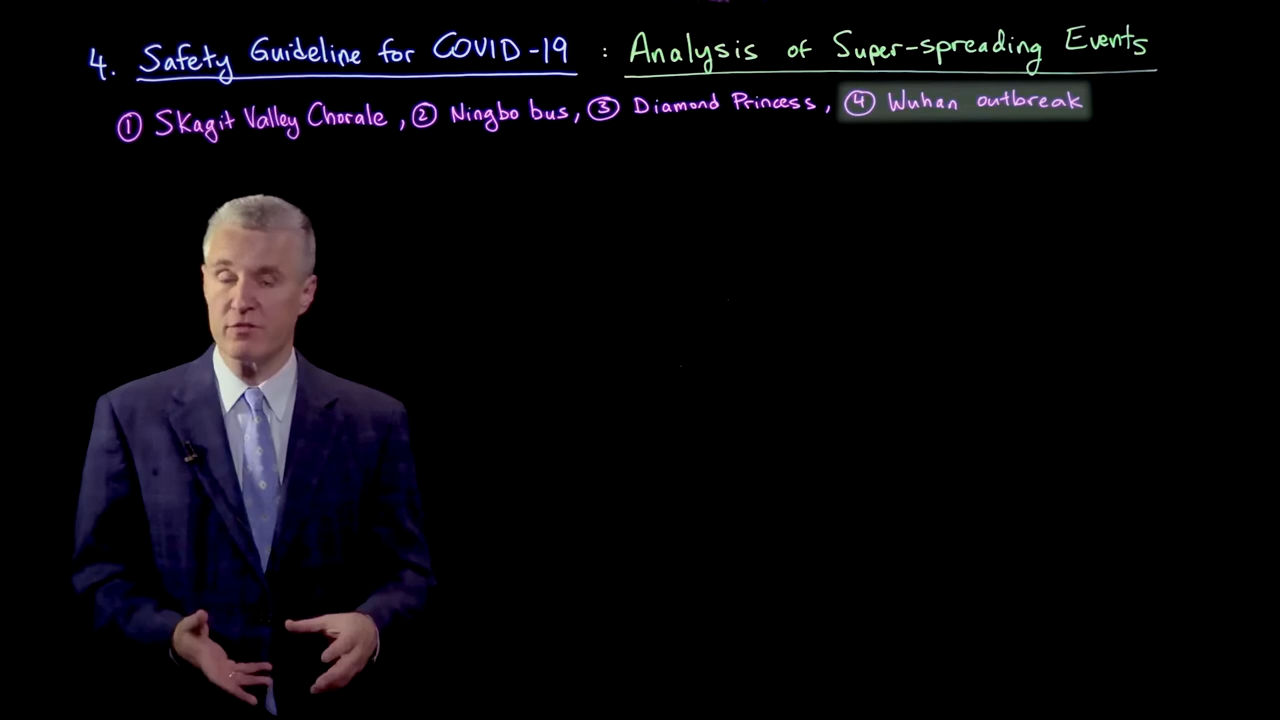 4. Safety Guideline for COVID-19 : Analysis of Super-spreading Events
① Skagit Valley Chorale, ② Ningbo bus, ③ Diamond Princess, ④ Wuhan outbreak